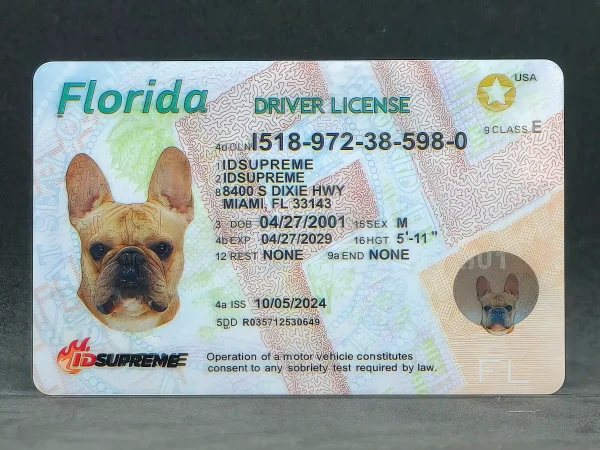 Florida
DRIVER LICENSE
USA
9 CLASS E
4d DLN I518-972-38-598-0
1 IDSUPREME
2 IDSUPREME
8 8400 S DIXIE HWY
MIAMI, FL 33143
3 DOB 04/27/2001 15 SEX M
4b EXP 04/27/2029 16 HGT 5'-11"
12 REST NONE 9a END NONE
4a ISS 10/05/2024
5DD R035712530649
IDSUPREME
Operation of a motor vehicle constitutes
consent to any sobriety test required by law.
FL